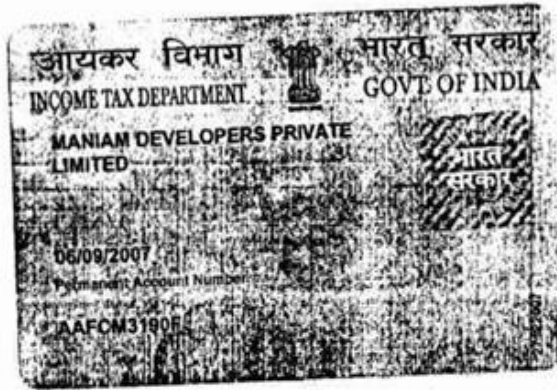 आयकर विभाग
भारत सरकार
INCOME TAX DEPARTMENT
GOVT. OF INDIA
MANIAM DEVELOPERS PRIVATE
LIMITED
भारत
सरकार
06/09/2007
Permanent Account Number
AAFCM3190F